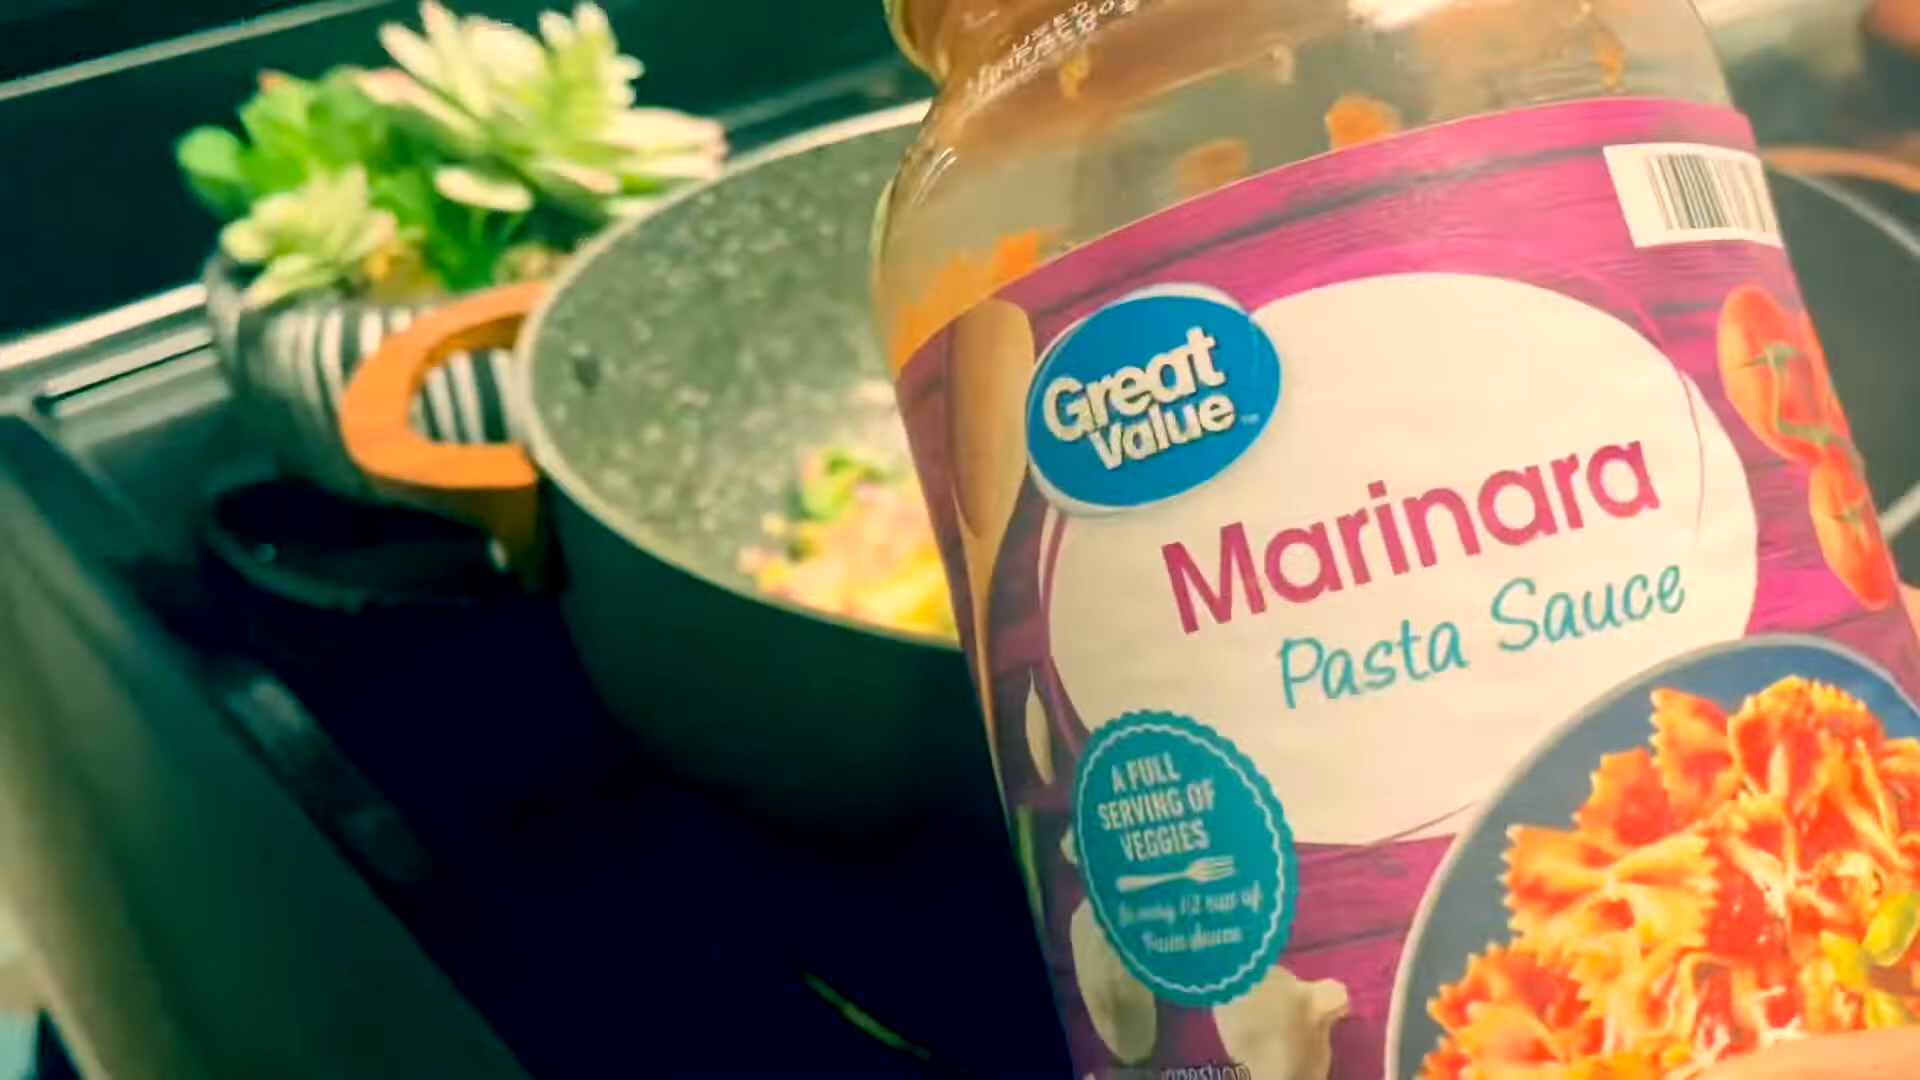 Great
Value
Marinara
Pasta Sauce
A FULL
SERVING OF
VEGGIES